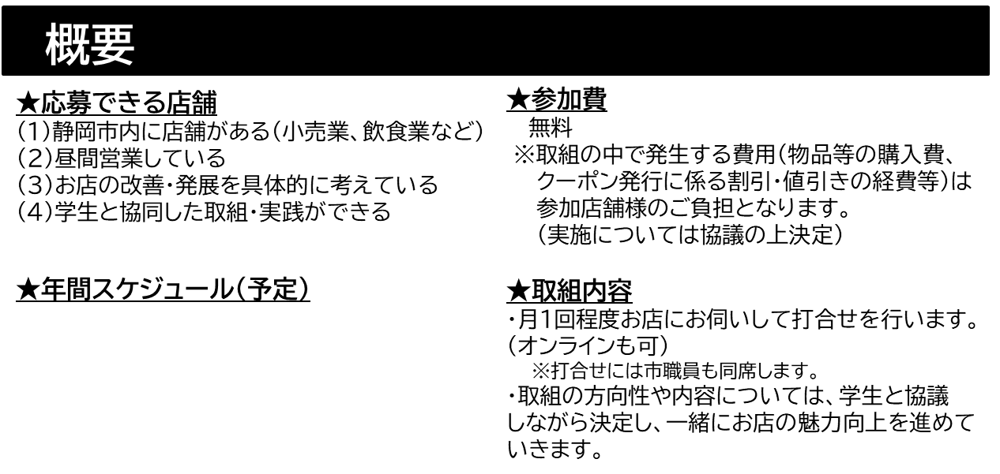 概要
★応募できる店舗
（１）静岡市内に店舗がある（小売業、飲食業など）
（２）昼間営業している
（３）お店の改善・発展を具体的に考えている
（４）学生と協同した取組・実践ができる
★年間スケジュール（予定）
★参加費
無料
※取組の中で発生する費用（物品等の購入費、
クーポン発行に係る割引・値引きの経費等）は
参加店舗様のご負担となります。
（実施については協議の上決定）
★取組内容
・月１回程度お店にお伺いして打合せを行います。
（オンラインも可）
※打合せには市職員も同席します。
・取組の方向性や内容については、学生と協議
しながら決定し、一緒にお店の魅力向上を進めて
いきます。